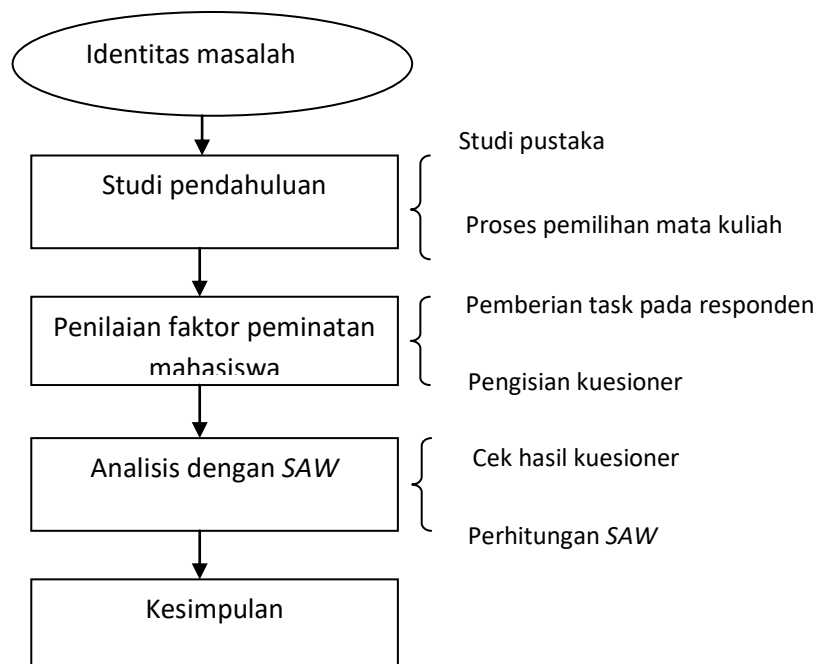 Identitas masalah
Studi pustaka
Studi pendahuluan
Proses pemilihan mata kuliah
Penilaian faktor peminatan
mahasiswa
Pemberian task pada responden
Pengisian kuesioner
Analisis dengan SAW
Cek hasil kuesioner
Perhitungan SAW
Kesimpulan